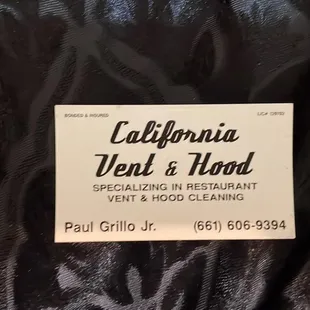 BONDED & INSURED
California
Vent & Hood
SPECIALIZING IN RESTAURANT
VENT & HOOD CLEANING
Paul Grillo Jr. (661) 606-9394